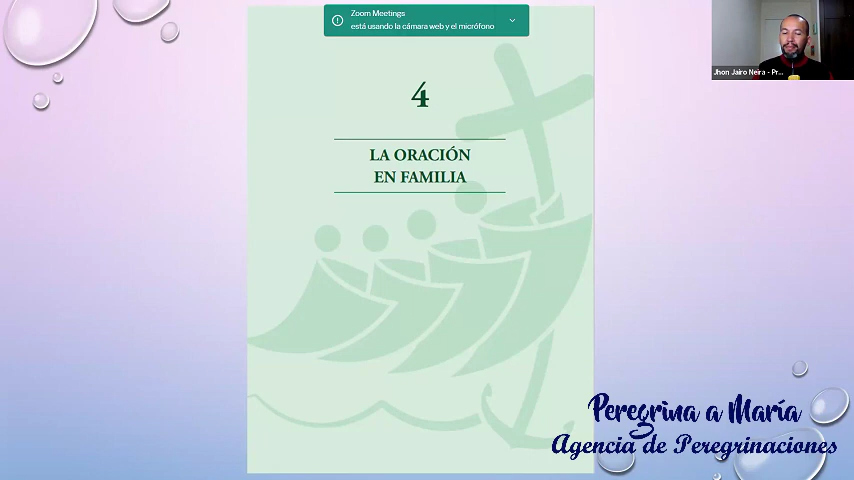 Zoom Meetings
está usando la cámara web y el micrófono
Jhon Jairo Neira - Pr...
4
LA ORACIÓN
EN FAMILIA
Peregrina a María
Agencia de Peregrinaciones